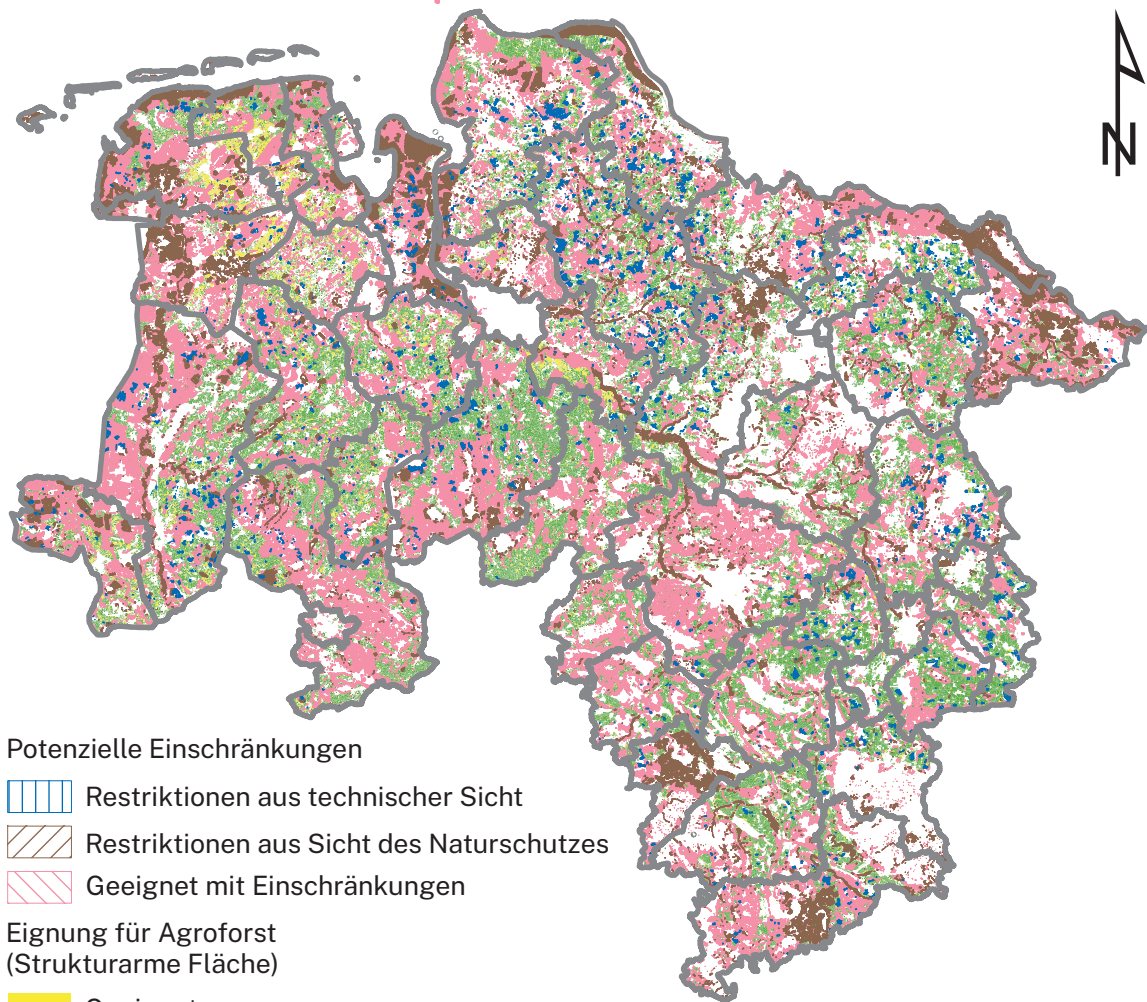 N
Potenzielle Einschränkungen
Restriktionen aus technischer Sicht
Restriktionen aus Sicht des Naturschutzes
Geeignet mit Einschränkungen
Eignung für Agroforst
(Strukturarme Fläche)